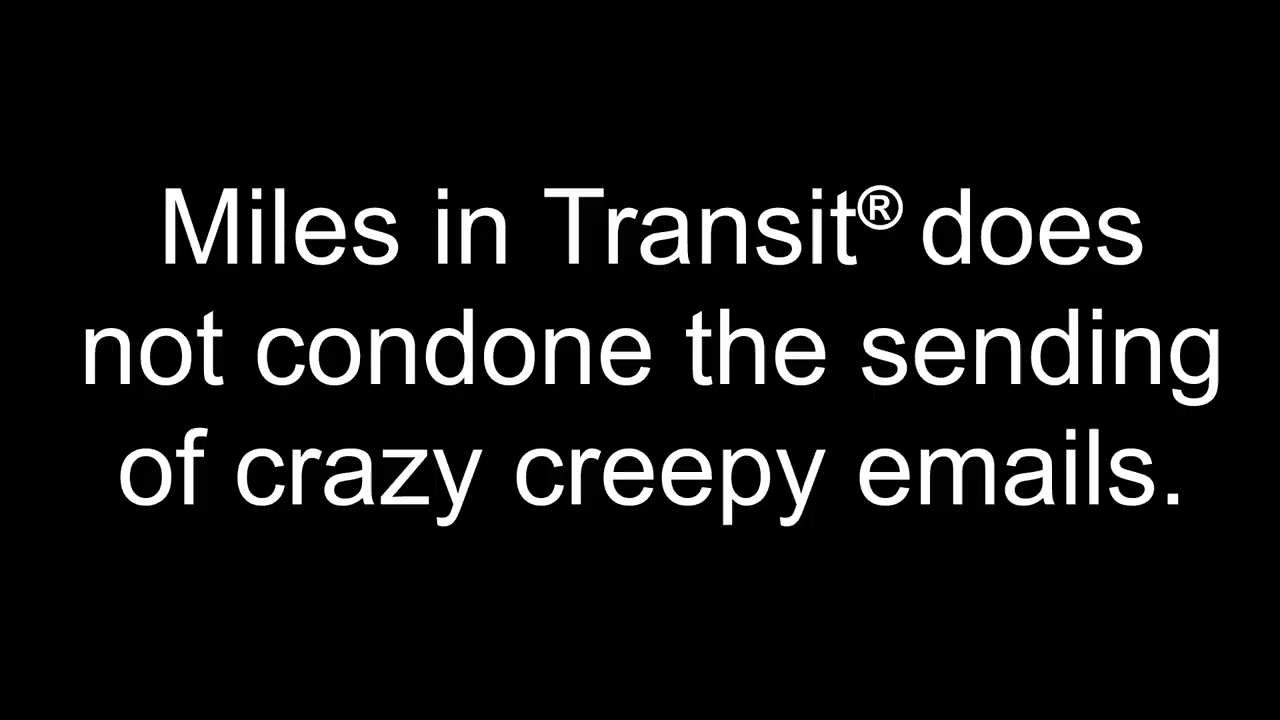 Miles in Transit® does
not condone the sending
of crazy creepy emails.